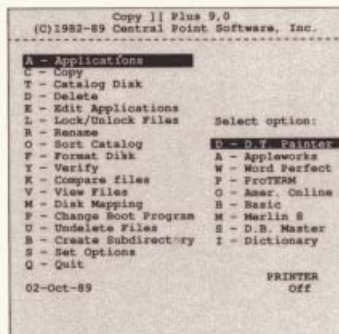 Copy ][ Plus 9.0
(C)1982-89 Central Point Software, Inc.
A - Applications
C - Copy
T - Catalog Disk
D - Delete
E - Edit Applications
L - Lock/Unlock Files
R - Rename
O - Sort Catalog
F - Format Disk
Y - Verify
K - Compare files
V - View Files
M - Disk Mapping
P - Change Boot Program
U - Undelete Files
B - Create Subdirectory
S - Set Options
Q - Quit
02-Oct-89
Select option:
D - D.T. Painter
A - Appleworks
W - Word Perfect
P - ProTERM
O - Amer. Online
B - Basic
M - Merlin 8
S - D.B. Master
I - Dictionary
PRINTER
Off